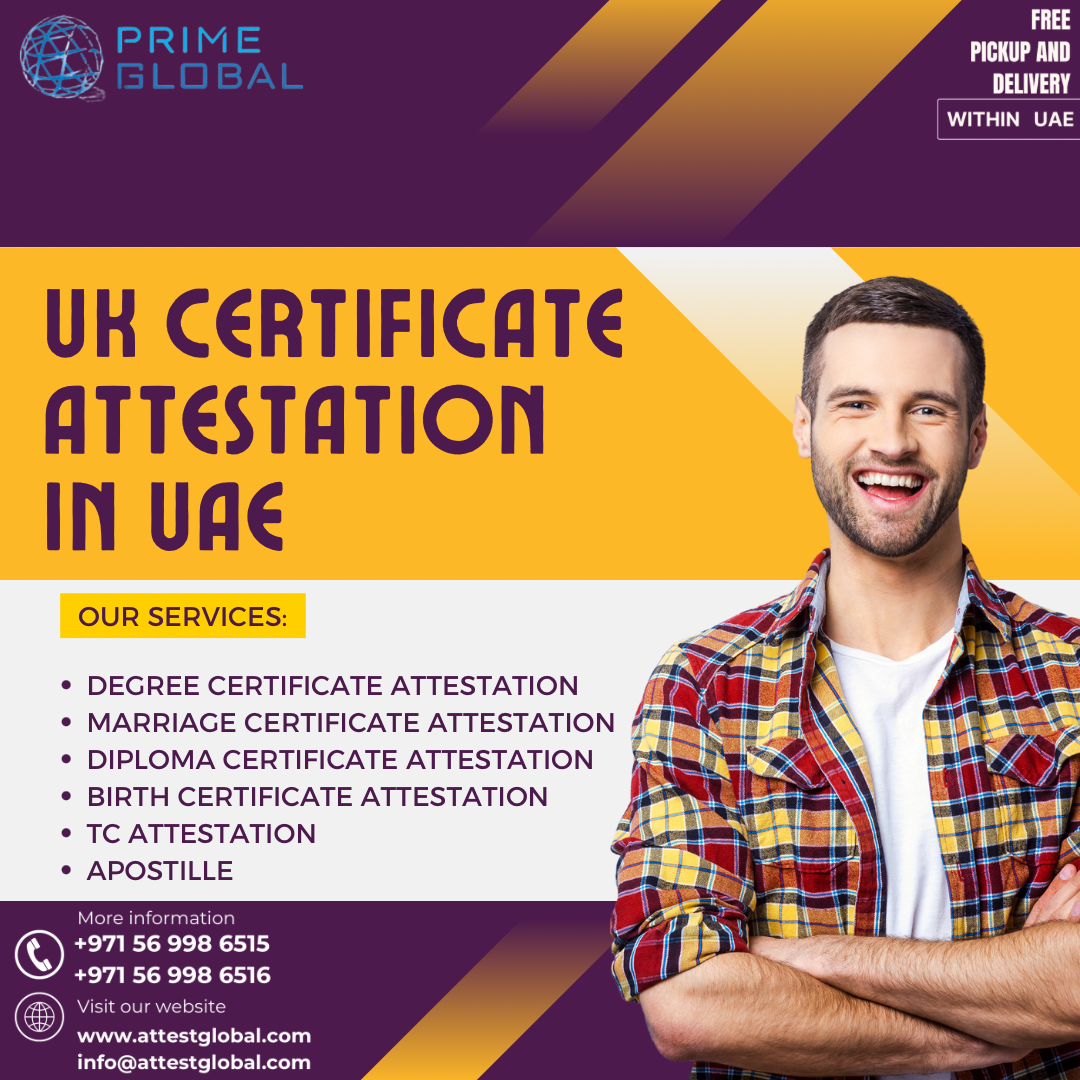 PRIME
GLOBAL
FREE
PICKUP AND
DELIVERY
WITHIN UAE
UK CERTIFICATE
ATTESTATION
IN UAE
OUR SERVICES:
• DEGREE CERTIFICATE ATTESTATION
• MARRIAGE CERTIFICATE ATTESTATION
• DIPLOMA CERTIFICATE ATTESTATION
• BIRTH CERTIFICATE ATTESTATION
• TC ATTESTATION
• APOSTILLE
More information
+971 56 998 6515
+971 56 998 6516
Visit our website
www.attestglobal.com
info@attestglobal.com